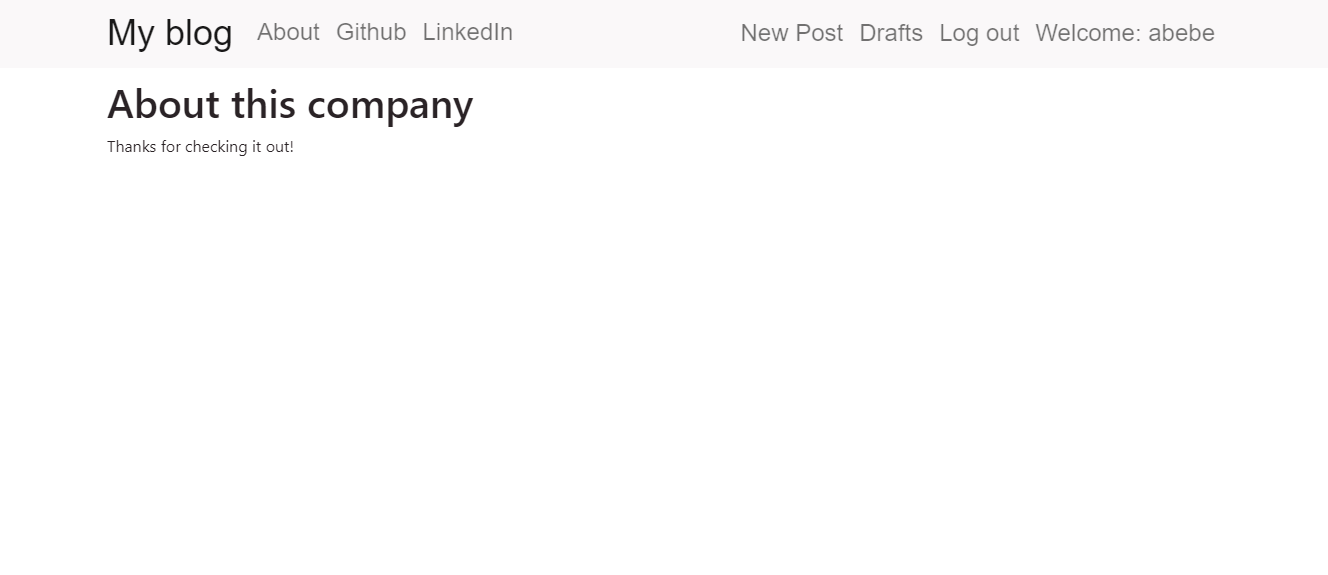 My blog About Github LinkedIn New Post Drafts Log out Welcome: abebe
About this company
Thanks for checking it out!